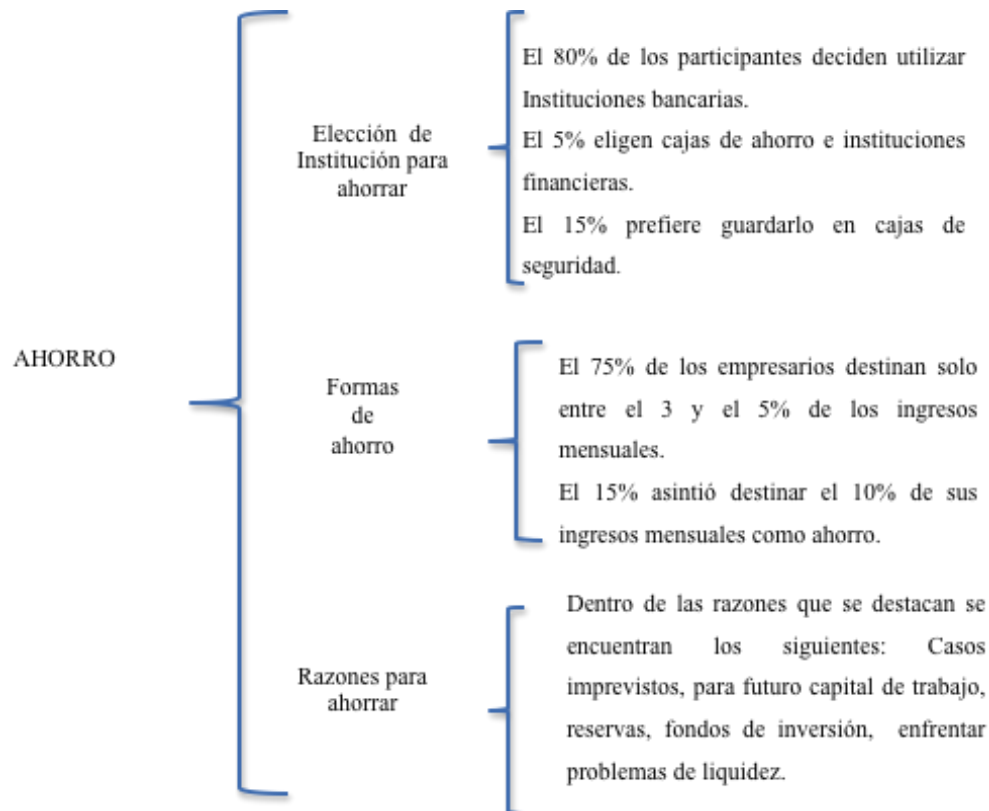 AHORRO
Elección de
Institución para
ahorrar
El 80% de los participantes deciden utilizar
Instituciones bancarias.
El 5% eligen cajas de ahorro e instituciones
financieras.
El 15% prefiere guardarlo en cajas de
seguridad.
Formas
de
ahorro
El 75% de los empresarios destinan solo
entre el 3 y el 5% de los ingresos
mensuales.
El 15% asintió destinar el 10% de sus
ingresos mensuales como ahorro.
Razones para
ahorrar
Dentro de las razones que se destacan se
encuentran los siguientes: Casos
imprevistos, para futuro capital de trabajo,
reservas, fondos de inversión, enfrentar
problemas de liquidez.